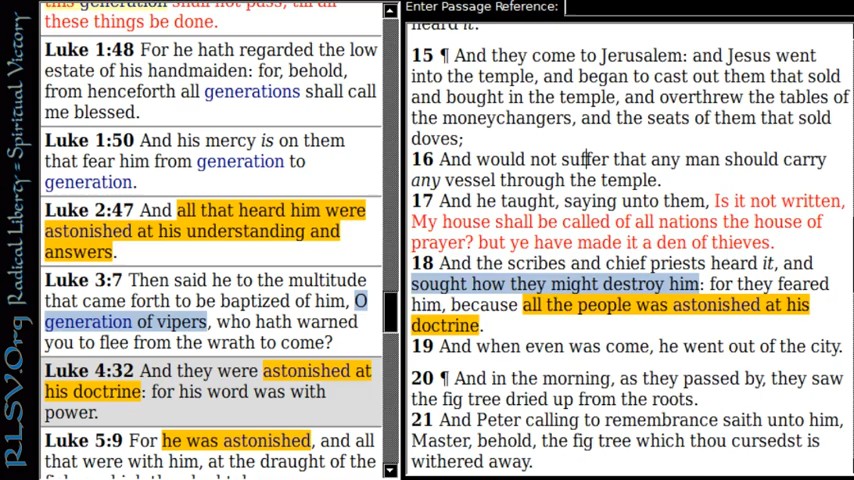 RLSV.Org Radical Liberty = Spiritual Victory
this generation shall not pass, till all
these things be done.
Luke 1:48 For he hath regarded the low
estate of his handmaiden: for, behold,
from henceforth all generations shall call
me blessed.
Luke 1:50 And his mercy is on them
that fear him from generation to
generation.
Luke 2:47 And all that heard him were
astonished at his understanding and
answers.
Luke 3:7 Then said he to the multitude
that came forth to be baptized of him, O
generation of vipers, who hath warned
you to flee from the wrath to come?
Luke 4:32 And they were astonished at
his doctrine: for his word was with
power.
Luke 5:9 For he was astonished, and all
that were with him, at the draught of the
Enter Passage Reference:
heard it.
15 ¶ And they come to Jerusalem: and Jesus went
into the temple, and began to cast out them that sold
and bought in the temple, and overthrew the tables of
the moneychangers, and the seats of them that sold
doves;
16 And would not suffer that any man should carry
any vessel through the temple.
17 And he taught, saying unto them, Is it not written,
My house shall be called of all nations the house of
prayer? but ye have made it a den of thieves.
18 And the scribes and chief priests heard it, and
sought how they might destroy him: for they feared
him, because all the people was astonished at his
doctrine.
19 And when even was come, he went out of the city.
20 ¶ And in the morning, as they passed by, they saw
the fig tree dried up from the roots.
21 And Peter calling to remembrance saith unto him,
Master, behold, the fig tree which thou cursedst is
withered away.